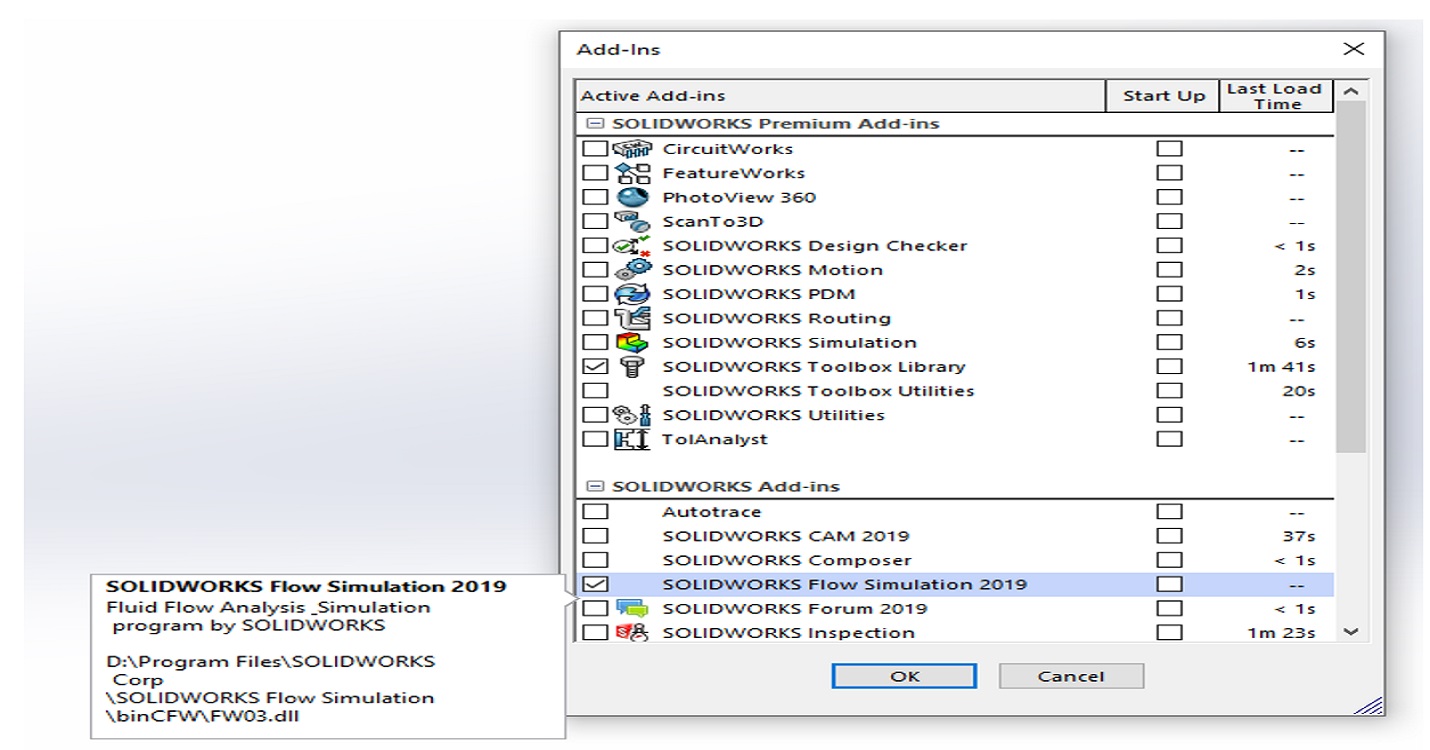 Add-Ins
Active Add-ins Start Up Last Load Time
SOLIDWORKS Premium Add-ins
CircuitWorks --
FeatureWorks --
PhotoView 360 --
ScanTo3D --
SOLIDWORKS Design Checker < 1s
SOLIDWORKS Motion 2s
SOLIDWORKS PDM 1s
SOLIDWORKS Routing --
SOLIDWORKS Simulation 6s
SOLIDWORKS Toolbox Library 1m 41s
SOLIDWORKS Toolbox Utilities 20s
SOLIDWORKS Utilities --
TolAnalyst --
SOLIDWORKS Add-ins
Autotrace --
SOLIDWORKS CAM 2019 37s
SOLIDWORKS Composer < 1s
SOLIDWORKS Flow Simulation 2019 --
SOLIDWORKS Forum 2019 < 1s
SOLIDWORKS Inspection 1m 23s
OK Cancel
SOLIDWORKS Flow Simulation 2019
Fluid Flow Analysis _Simulation
program by SOLIDWORKS
D:\Program Files\SOLIDWORKS
Corp
\SOLIDWORKS Flow Simulation
\binCFW\FW03.dll